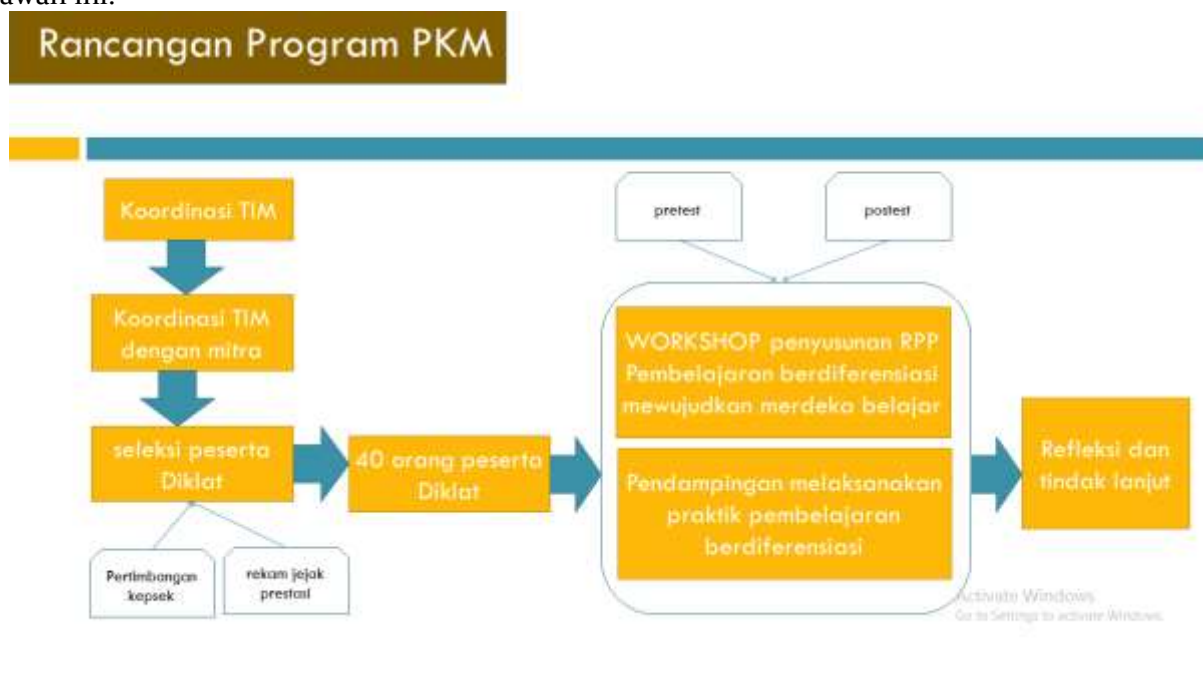 Rancangan Program PKM
Koordinasi TIM
Koordinasi TIM
dengan mitra
seleksi peserta
Diklat
Pertimbangan
kepsek
rekam jejak
prestasi
40 orang peserta
Diklat
pretest
postest
WORKSHOP penyusunan RPP
Pembelajaran berdiferensiasi
mewujudkan merdeka belajar
Pendampingan melaksanakan
praktik pembelajaran
berdiferensiasi
Refleksi dan
tindak lanjut
Activate Windows
Go to Settings to activate Windows.